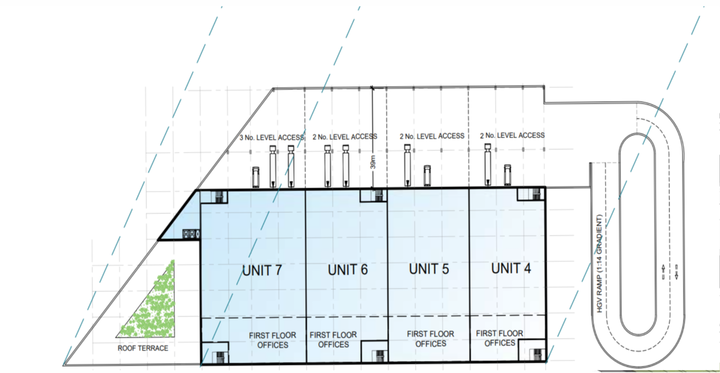 3 No. LEVEL ACCESS
2 No. LEVEL ACCESS
2 No. LEVEL ACCESS
2 No. LEVEL ACCESS
39m
UNIT 7
UNIT 6
UNIT 5
UNIT 4
HGV RAMP (1:14 GRADIENT)
FIRST FLOOR
OFFICES
FIRST FLOOR
OFFICES
FIRST FLOOR
OFFICES
FIRST FLOOR
OFFICES
ROOF TERRACE